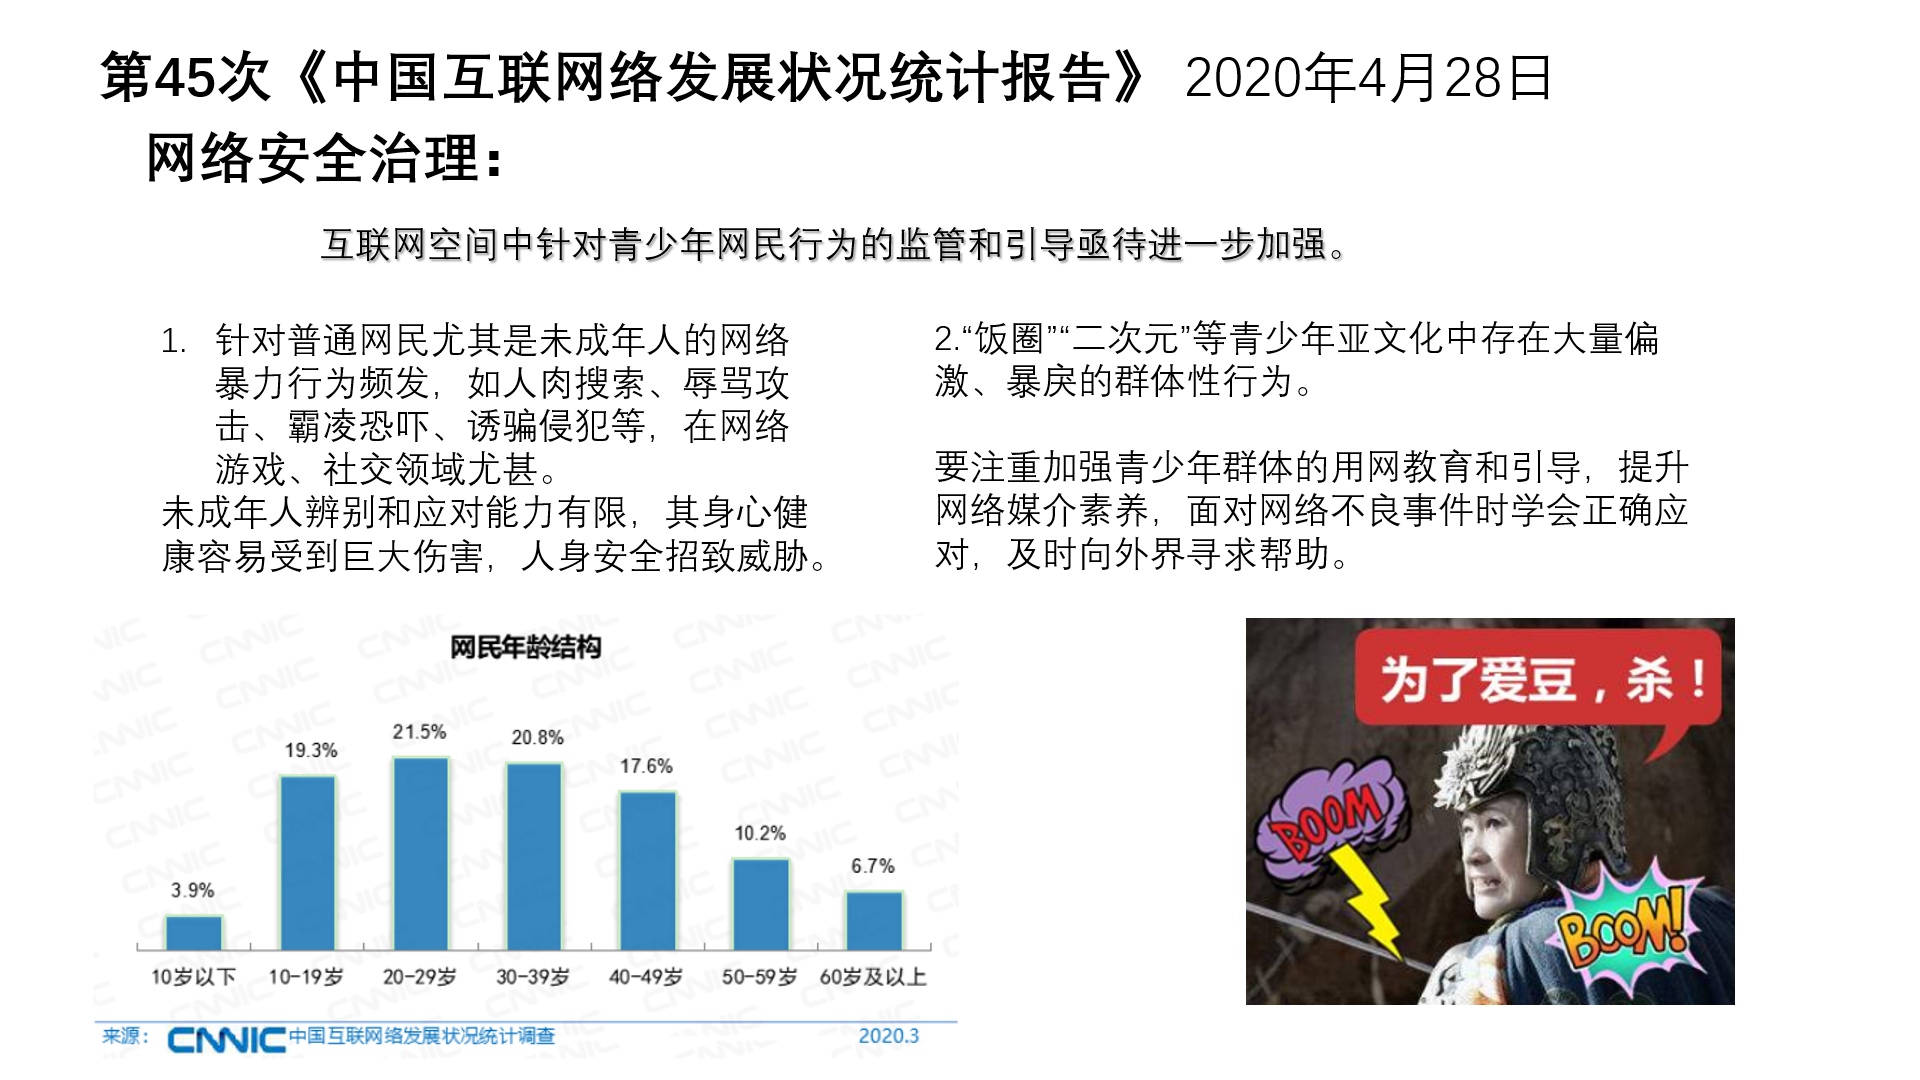 第45次《中国互联网络发展状况统计报告》 2020年4月28日
网络安全治理：
互联网空间中针对青少年网民行为的监管和引导亟待进一步加强。
1. 针对普通网民尤其是未成年人的网络
暴力行为频发，如人肉搜索、辱骂攻
击、霸凌恐吓、诱骗侵犯等，在网络
游戏、社交领域尤甚。
未成年人辨别和应对能力有限，其身心健
康容易受到巨大伤害，人身安全招致威胁。
2.“饭圈”“二次元”等青少年亚文化中存在大量偏
激、暴戾的群体性行为。
要注重加强青少年群体的用网教育和引导，提升
网络媒介素养，面对网络不良事件时学会正确应
对，及时向外界寻求帮助。
网民年龄结构
3.9%
19.3%
21.5%
20.8%
17.6%
10.2%
6.7%
10岁以下 10-19岁 20-29岁 30-39岁 40-49岁 50-59岁 60岁及以上
来源： CNNIC 中国互联网络发展状况统计调查 2020.3
为了爱豆，杀！
BOOM
BOOM!